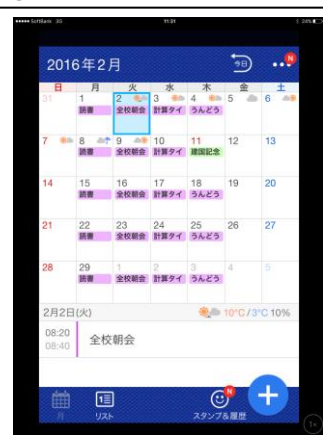 SoftBank 3G 11:31
2016年2月 今日 N
日 月 火 水 木 金 土
31 1 2 3 4 5 6
読書 全校朝会 計算タイ うんどう
7 8 9 10 11 12 13
読書 全校朝会 計算タイ 建国記念
14 15 16 17 18 19 20
読書 全校朝会 計算タイ うんどう
21 22 23 24 25 26 27
読書 全校朝会 計算タイ うんどう
28 29 1 2 3 4 5
読書 全校朝会 計算タイ うんどう
2月2日(火) 10°C/3°C 10%
08:20 全校朝会
08:40
月 リスト スタンプ&履歴 N +
1×